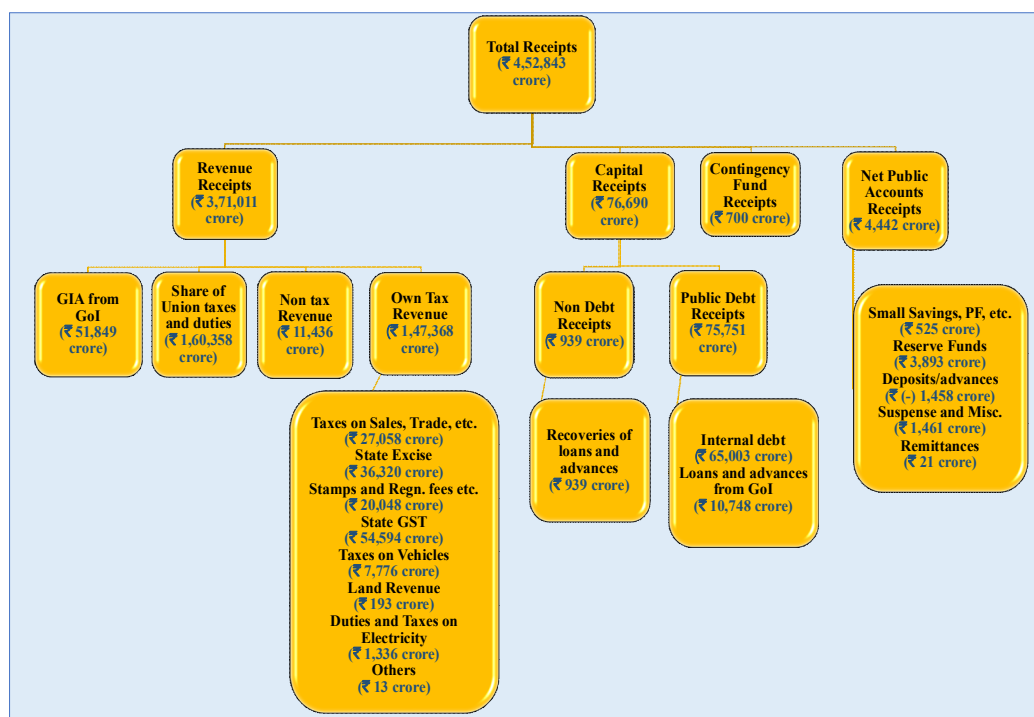 Total Receipts
(₹ 4,52,843
crore)
Revenue
Receipts
(₹ 3,71,011
crore)
Capital
Receipts
(₹ 76,690
crore)
Contingency
Fund
Receipts
(₹ 700 crore)
Net Public
Accounts
Receipts
(₹ 4,442 crore)
GIA from
GoI
(₹ 51,849
crore)
Share of
Union taxes
and duties
(₹ 1,60,358
crore)
Non tax
Revenue
(₹ 11,436
crore)
Own Tax
Revenue
(₹ 1,47,368
crore)
Non Debt
Receipts
(₹ 939 crore)
Public Debt
Receipts
(₹ 75,751
crore)
Small Savings, PF, etc.
(₹ 525 crore)
Reserve Funds
(₹ 3,893 crore)
Deposits/advances
(₹ (-) 1,458 crore)
Suspense and Misc.
(₹ 1,461 crore)
Remittances
(₹ 21 crore)
Taxes on Sales, Trade, etc.
(₹ 27,058 crore)
State Excise
(₹ 36,320 crore)
Stamps and Regn. fees etc.
(₹ 20,048 crore)
State GST
(₹ 54,594 crore)
Taxes on Vehicles
(₹ 7,776 crore)
Land Revenue
(₹ 193 crore)
Duties and Taxes on
Electricity
(₹ 1,336 crore)
Others
(₹ 13 crore)
Recoveries of
loans and
advances
(₹ 939 crore)
Internal debt
(₹ 65,003 crore)
Loans and advances
from GoI
(₹ 10,748 crore)